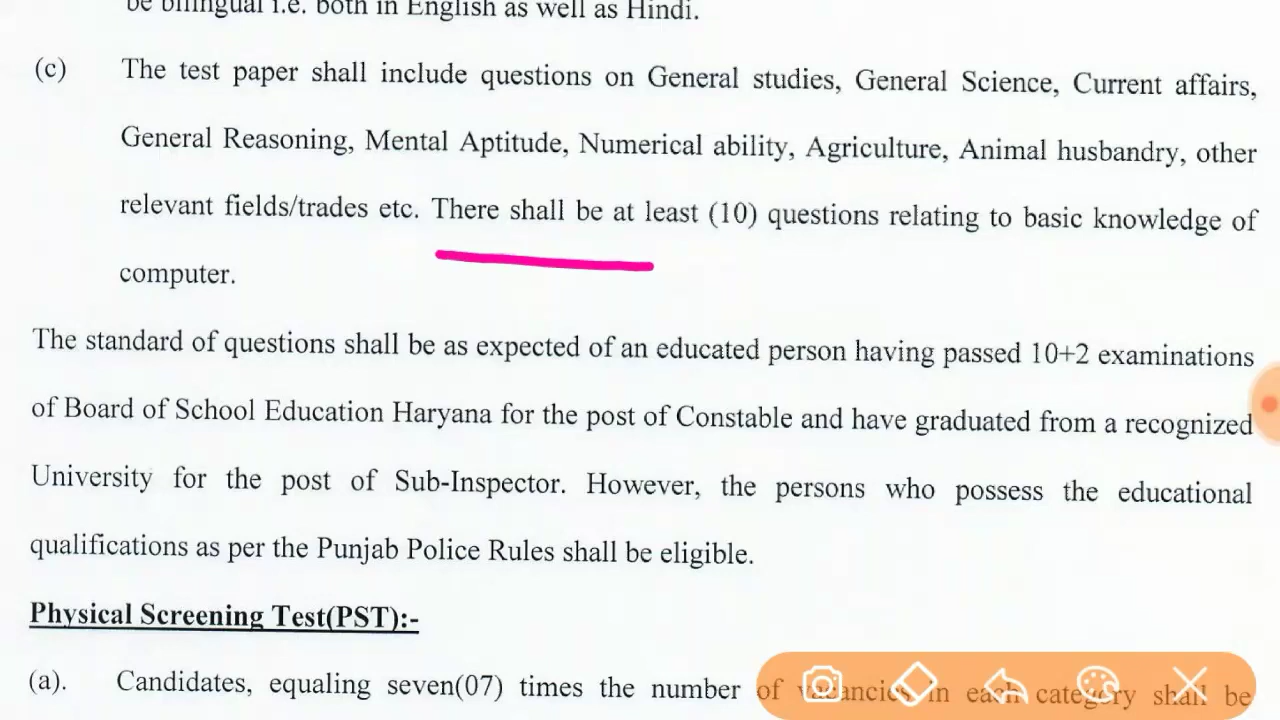 be bilingual i.e. both in English as well as Hindi.
(c) The test paper shall include questions on General studies, General Science, Current affairs,
General Reasoning, Mental Aptitude, Numerical ability, Agriculture, Animal husbandry, other
relevant fields/trades etc. There shall be at least (10) questions relating to basic knowledge of
computer.
The standard of questions shall be as expected of an educated person having passed 10+2 examinations
of Board of School Education Haryana for the post of Constable and have graduated from a recognized
University for the post of Sub-Inspector. However, the persons who possess the educational
qualifications as per the Punjab Police Rules shall be eligible.
Physical Screening Test(PST):-
(a). Candidates, equaling seven(07) times the number of vacancies in each category shall be